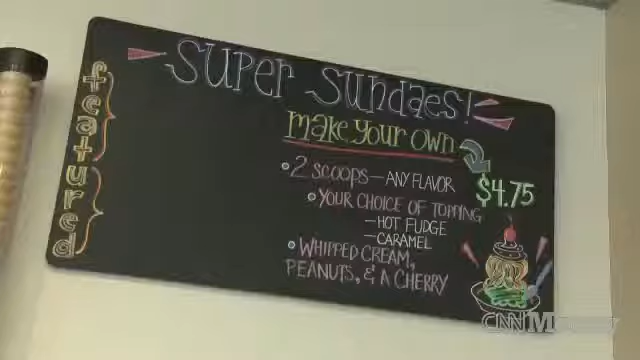 Super Sundaes!
featured
make your own
$4.75
• 2 scoops — ANY FLAVOR
• YOUR CHOICE OF TOPPING
— HOT FUDGE
— CARAMEL
• WHIPPED CREAM,
PEANUTS, & A CHERRY
CNNMoney